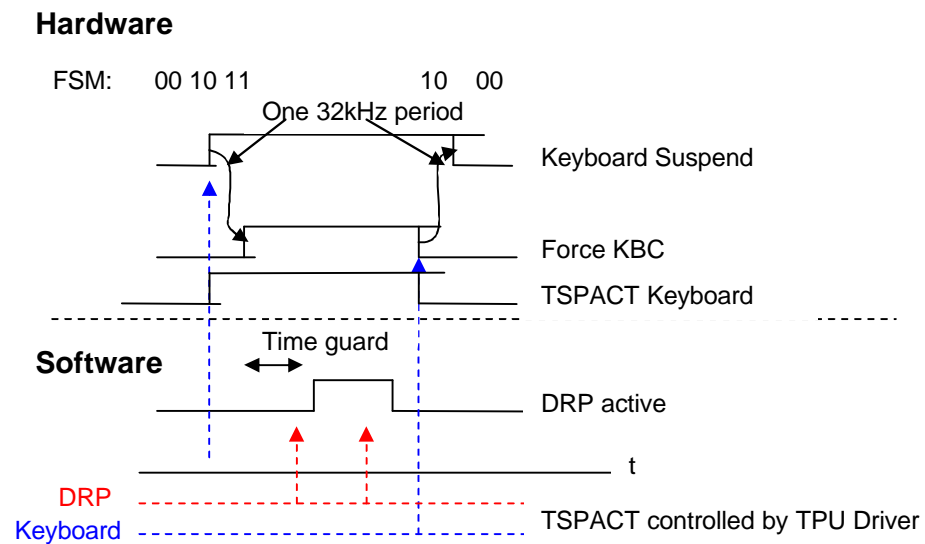 Hardware
FSM: 00 10 11 10 00
One 32kHz period
Keyboard Suspend
Force KBC
TSPACT Keyboard
Time guard
Software
DRP active
t
DRP
TSPACT controlled by TPU Driver
Keyboard